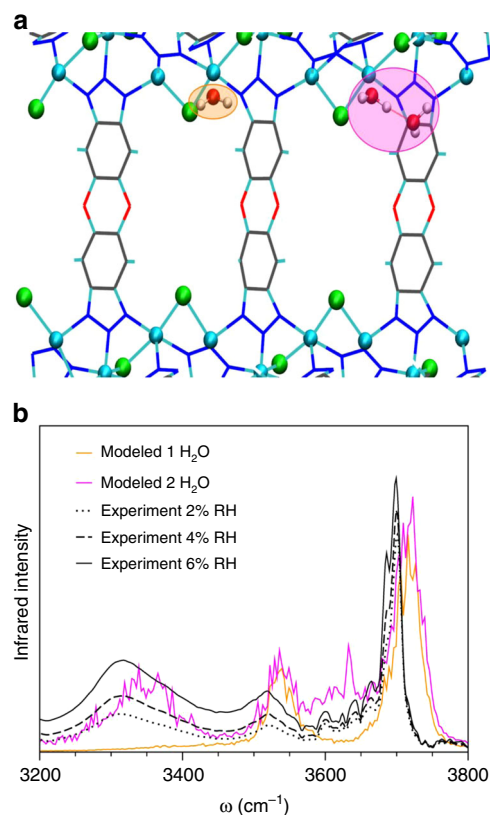 a
b
Modeled 1 H₂O
Modeled 2 H₂O
Experiment 2% RH
Experiment 4% RH
Experiment 6% RH
Infrared intensity
3200 3400 3600 3800
ω (cm⁻¹)